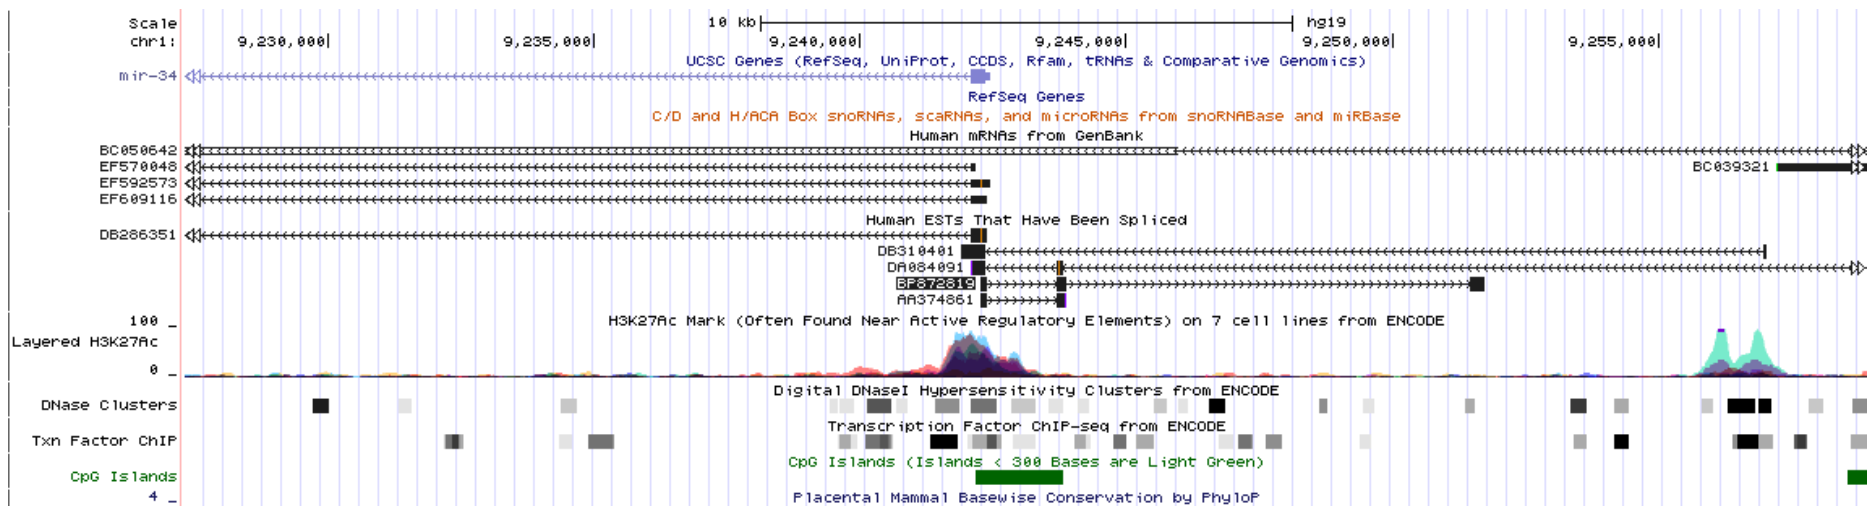 Scale 10 kb hg19
chr1: 9,230,000| 9,235,000| 9,240,000| 9,245,000| 9,250,000| 9,255,000|
UCSC Genes (RefSeq, UniProt, CCDS, Rfam, tRNAs & Comparative Genomics)
mir-34
RefSeq Genes
C/D and H/ACA Box snoRNAs, scaRNAs, and microRNAs from snoRNABase and miRBase
Human mRNAs from GenBank
BC050642
EF570048 BC039321
EF592573
EF609116
Human ESTs That Have Been Spliced
DB286351
DB310401
DA084091
BP872819
AA374861
H3K27Ac Mark (Often Found Near Active Regulatory Elements) on 7 cell lines from ENCODE
100 _
Layered H3K27Ac
0 _
Digital DNaseI Hypersensitivity Clusters from ENCODE
DNase Clusters
Transcription Factor ChIP-seq from ENCODE
Txn Factor ChIP
CpG Islands (Islands < 300 Bases are Light Green)
CpG Islands
4 _
Placental Mammal Basewise Conservation by PhyloP